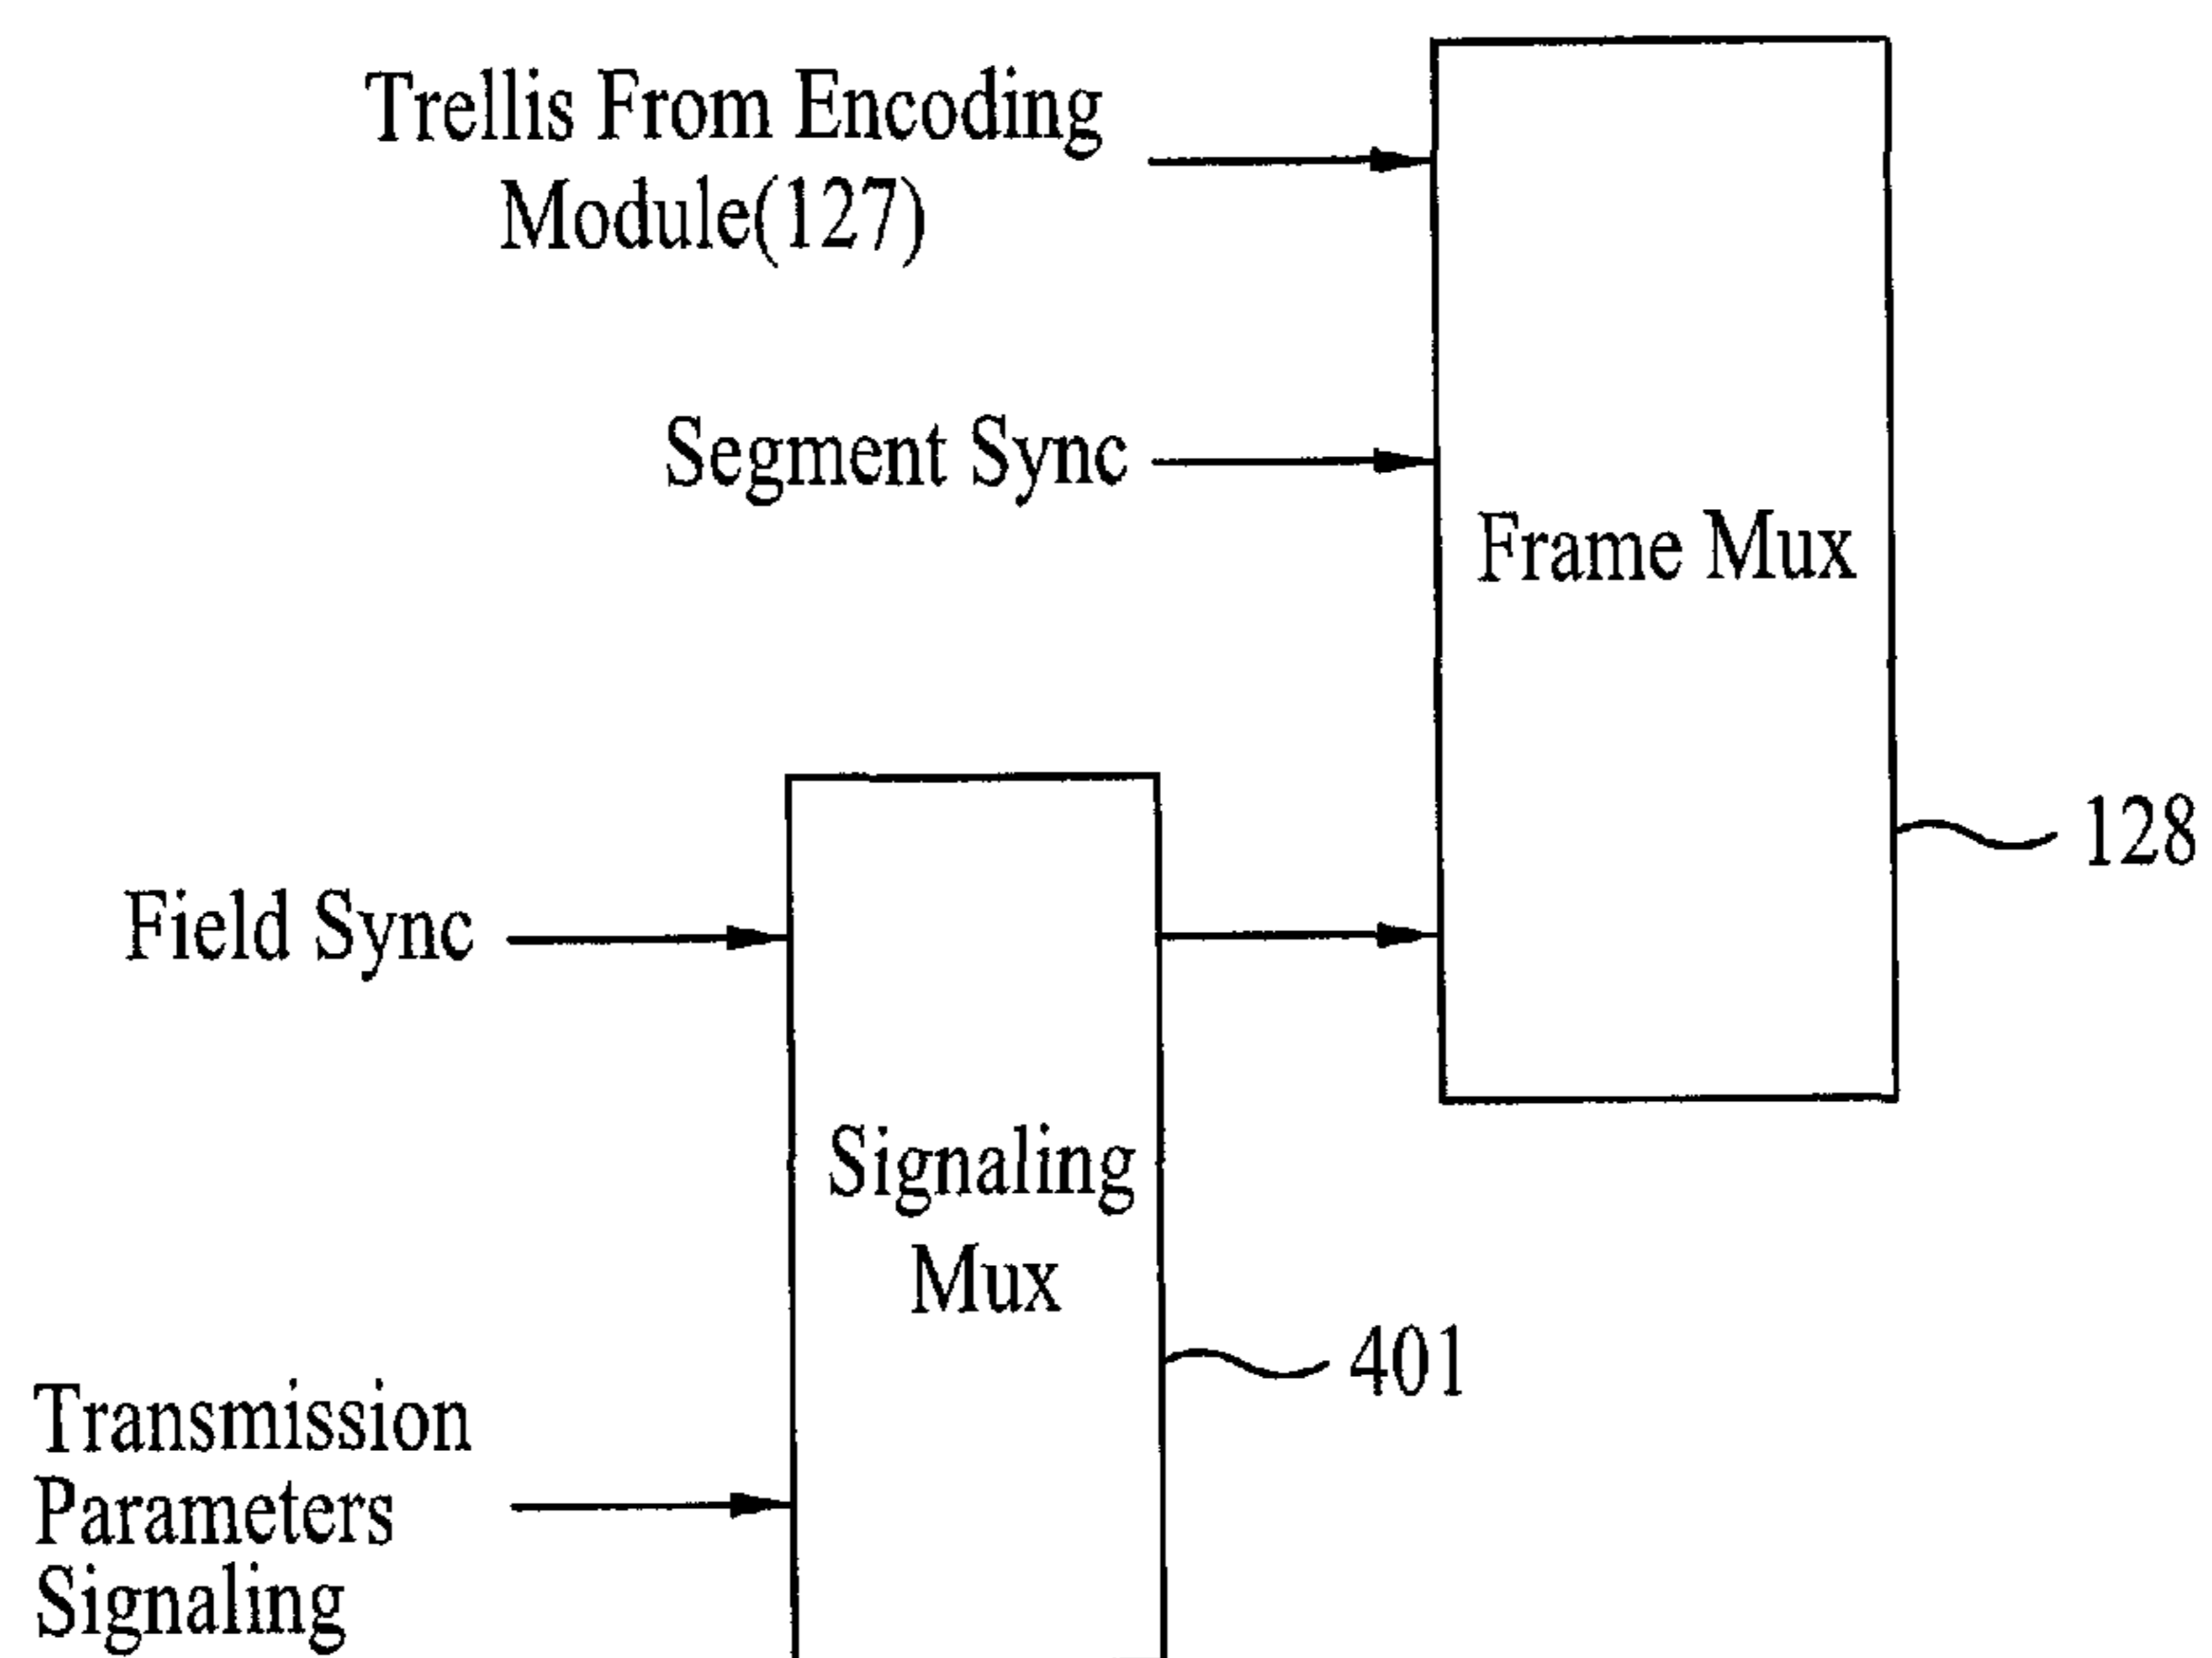 Trellis From Encoding
Module(127)
Segment Sync
Frame Mux
128
Field Sync
Signaling
Mux
401
Transmission
Parameters
Signaling